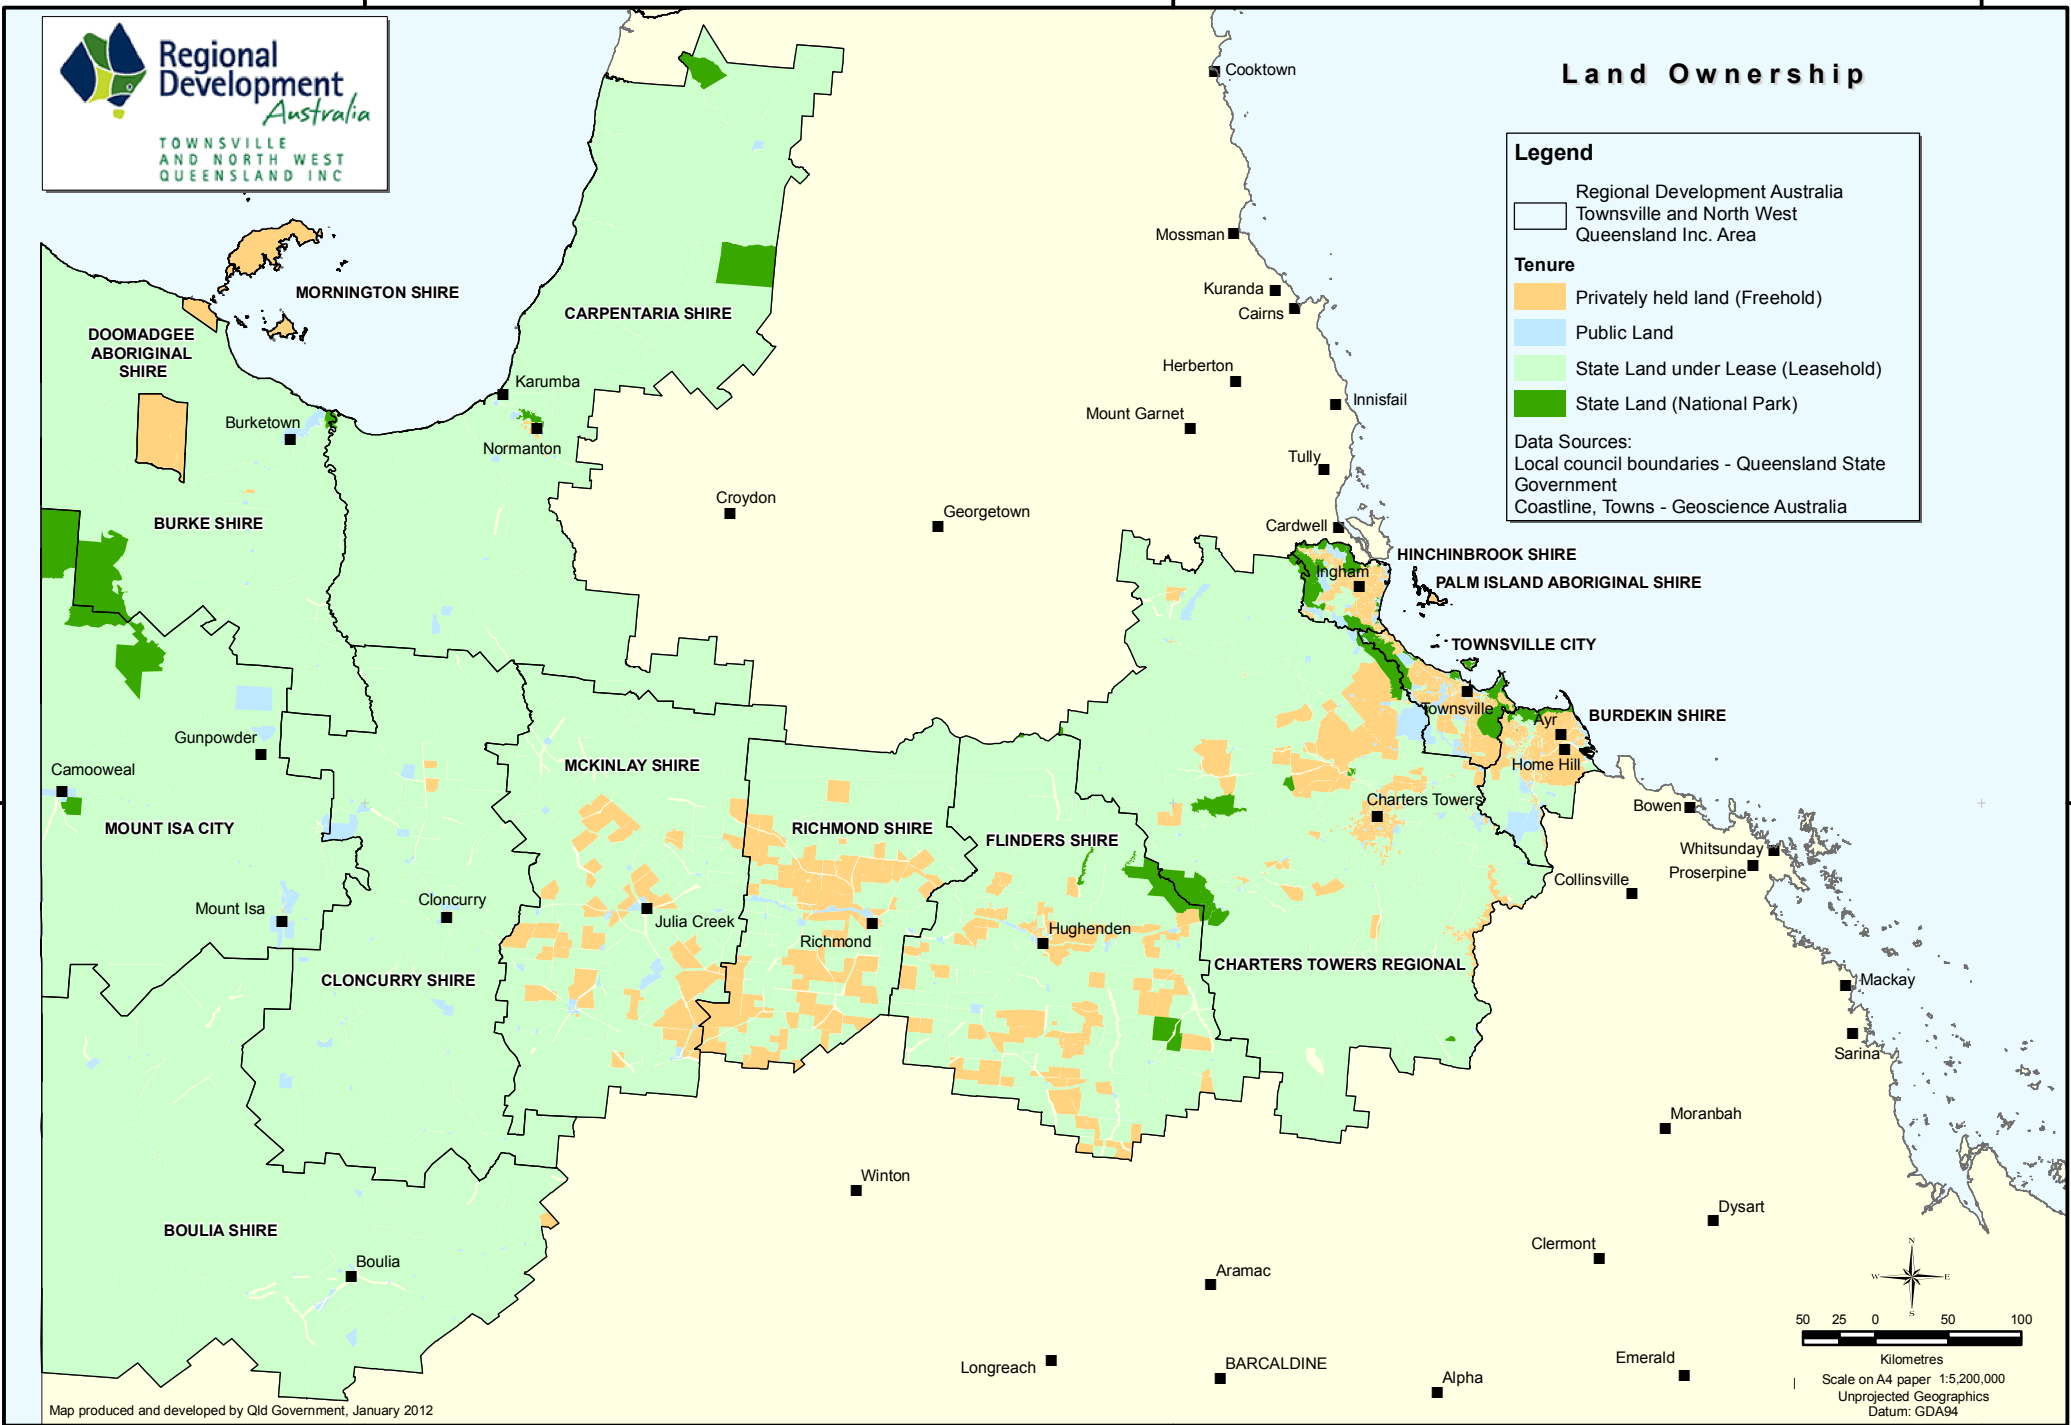 Regional
Development
Australia
TOWNSVILLE
AND NORTH WEST
QUEENSLAND INC
Land Ownership
Legend
Regional Development Australia
Townsville and North West
Queensland Inc. Area
Tenure
Privately held land (Freehold)
Public Land
State Land under Lease (Leasehold)
State Land (National Park)
Data Sources:
Local council boundaries - Queensland State
Government
Coastline, Towns - Geoscience Australia
Cooktown
Mossman
Kuranda
Cairns
Herberton
Innisfail
Mount Garnet
Tully
Cardwell
MORNINGTON SHIRE
CARPENTARIA SHIRE
DOOMADGEE
ABORIGINAL
SHIRE
Karumba
Burketown
Normanton
Croydon
Georgetown
BURKE SHIRE
HINCHINBROOK SHIRE
Ingham
PALM ISLAND ABORIGINAL SHIRE
TOWNSVILLE CITY
Townsville
Ayr
BURDEKIN SHIRE
Home Hill
Gunpowder
Camooweal
MCKINLAY SHIRE
Charters Towers
Bowen
MOUNT ISA CITY
RICHMOND SHIRE
FLINDERS SHIRE
Whitsunday
Proserpine
Collinsville
Mount Isa
Cloncurry
Julia Creek
Richmond
Hughenden
CLONCURRY SHIRE
CHARTERS TOWERS REGIONAL
Mackay
Sarina
Moranbah
Winton
Dysart
BOULIA SHIRE
Clermont
Boulia
Aramac
Longreach
BARCALDINE
Alpha
Emerald
N
W
E
S
50 25 0 50 100
Kilometres
Scale on A4 paper 1:5,200,000
Unprojected Geographics
Datum: GDA94
Map produced and developed by Qld Government, January 2012